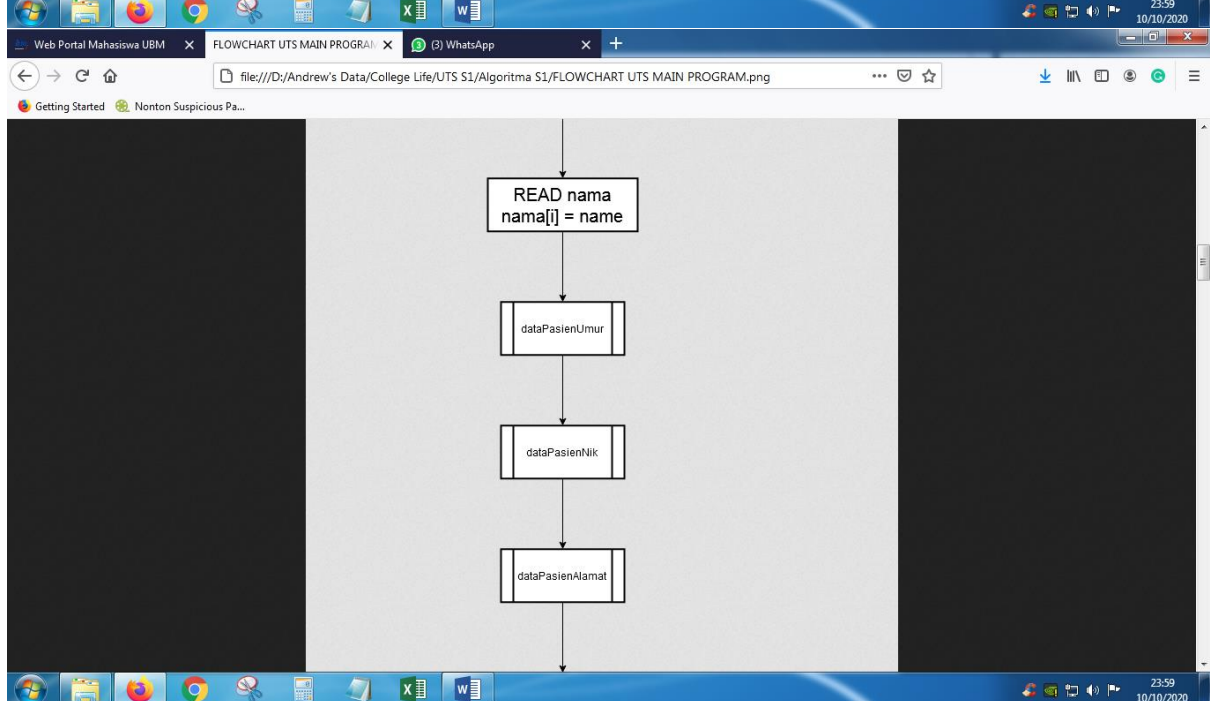 23:59
10/10/2020
Web Portal Mahasiswa UBM
FLOWCHART UTS MAIN PROGRAM
(3) WhatsApp
file:///D:/Andrew's Data/College Life/UTS S1/Algoritma S1/FLOWCHART UTS MAIN PROGRAM.png
Getting Started
Nonton Suspicious Pa...
READ nama
nama[i] = name
dataPasienUmur
dataPasienNik
dataPasienAlamat
23:59
10/10/2020